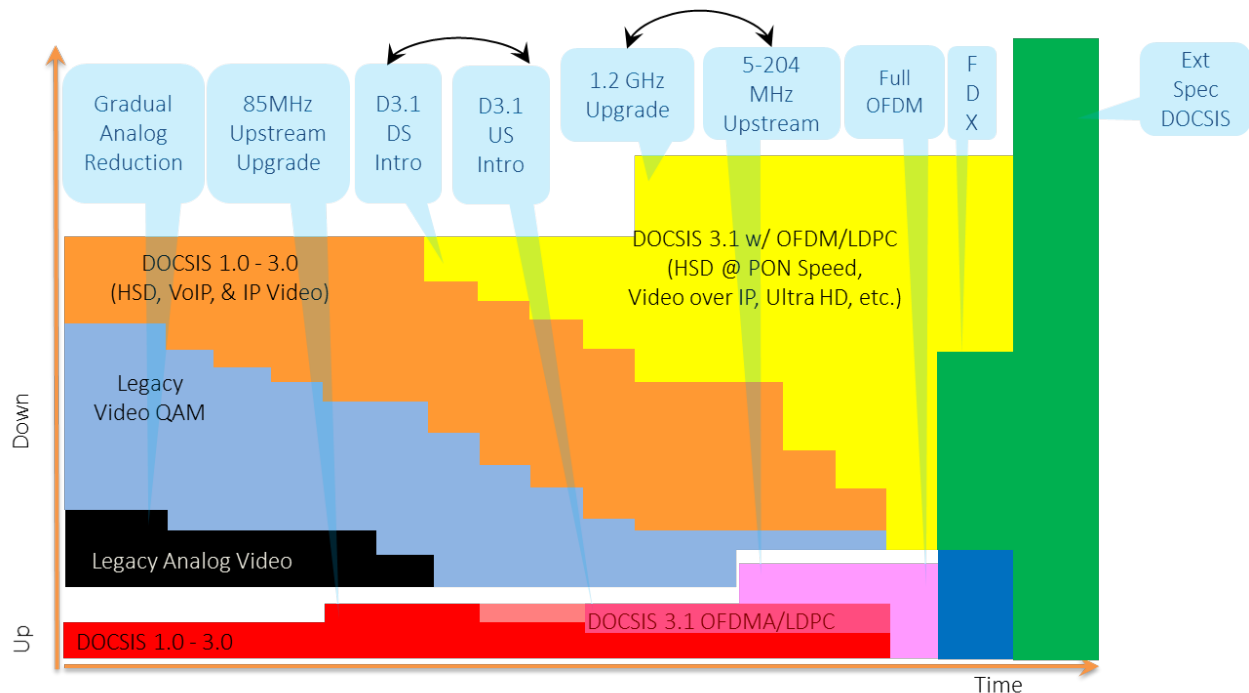 Gradual
Analog
Reduction
85MHz
Upstream
Upgrade
D3.1
DS
Intro
D3.1
US
Intro
1.2 GHz
Upgrade
5-204
MHz
Upstream
Full
OFDM
F
D
X
Ext
Spec
DOCSIS
DOCSIS 1.0 - 3.0
(HSD, VoIP, & IP Video)
DOCSIS 3.1 w/ OFDM/LDPC
(HSD @ PON Speed,
Video over IP, Ultra HD, etc.)
Legacy
Video QAM
Legacy Analog Video
DOCSIS 1.0 - 3.0
DOCSIS 3.1 OFDMA/LDPC
Down
Up
Time